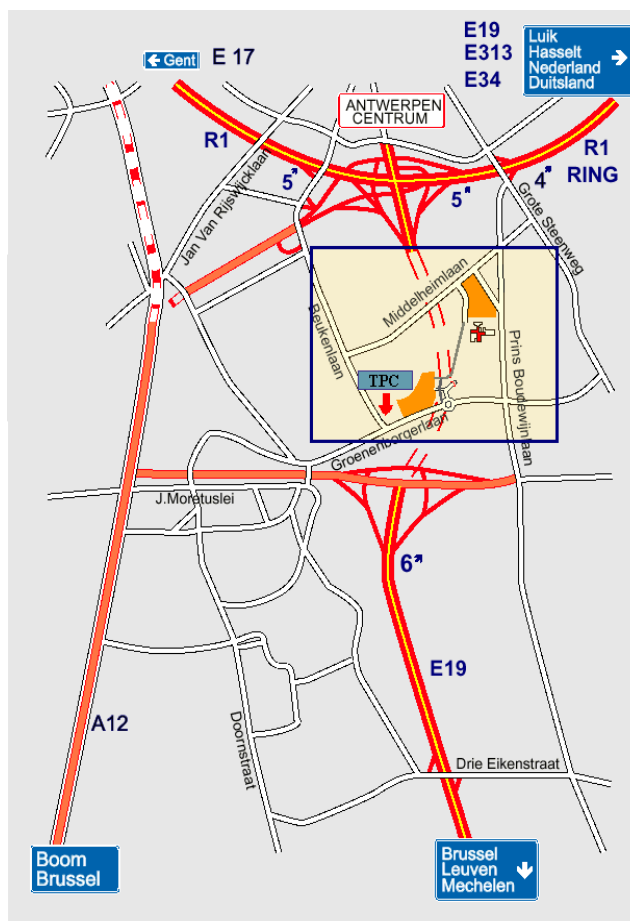 E19
E313
E34
Luik
Hasselt
Nederland
Duitsland
Gent
E 17
ANTWERPEN
CENTRUM
R1
R1
RING
5
5
4
Jan Van Rijswijcklaan
Grote Steenweg
Middelheimlaan
Beukenlaan
Prins Boudewijnlaan
TPC
Groenenborgerlaan
J.Moretuslei
6
E19
A12
Doornstraat
Drie Eikenstraat
Boom
Brussel
Brussel
Leuven
Mechelen